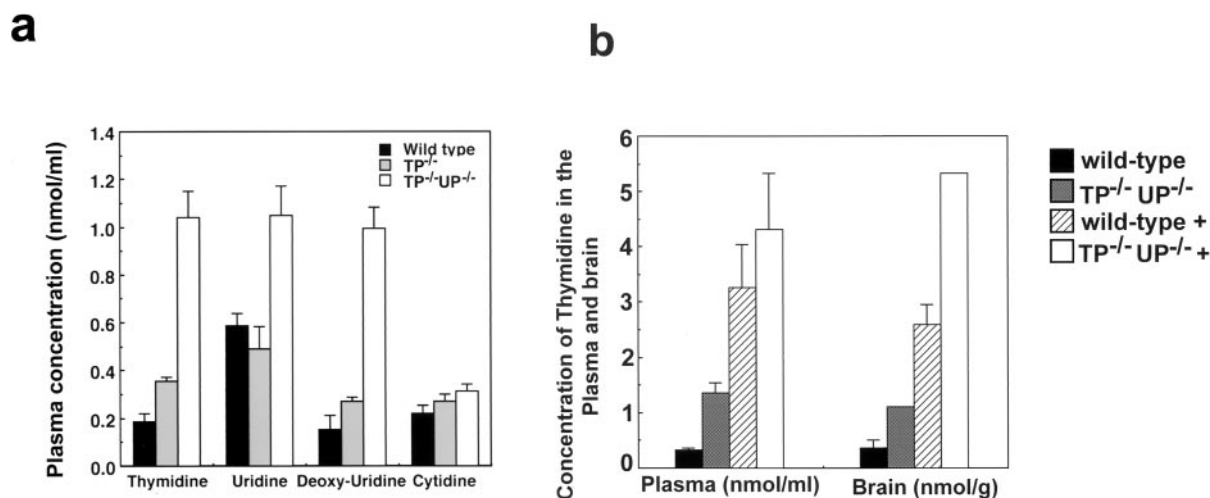 a
b
Plasma concentration (nmol/ml)
1.4
1.2
1.0
0.8
0.6
0.4
0.2
0.0
Wild type
TP-/-
TP-/-UP-/-
Thymidine Uridine Deoxy-Uridine Cytidine
Concentration of Thymidine in the
Plasma and brain
6
5
4
3
2
1
0
Plasma (nmol/ml) Brain (nmol/g)
wild-type
TP-/- UP-/-
wild-type +
TP-/- UP-/- +